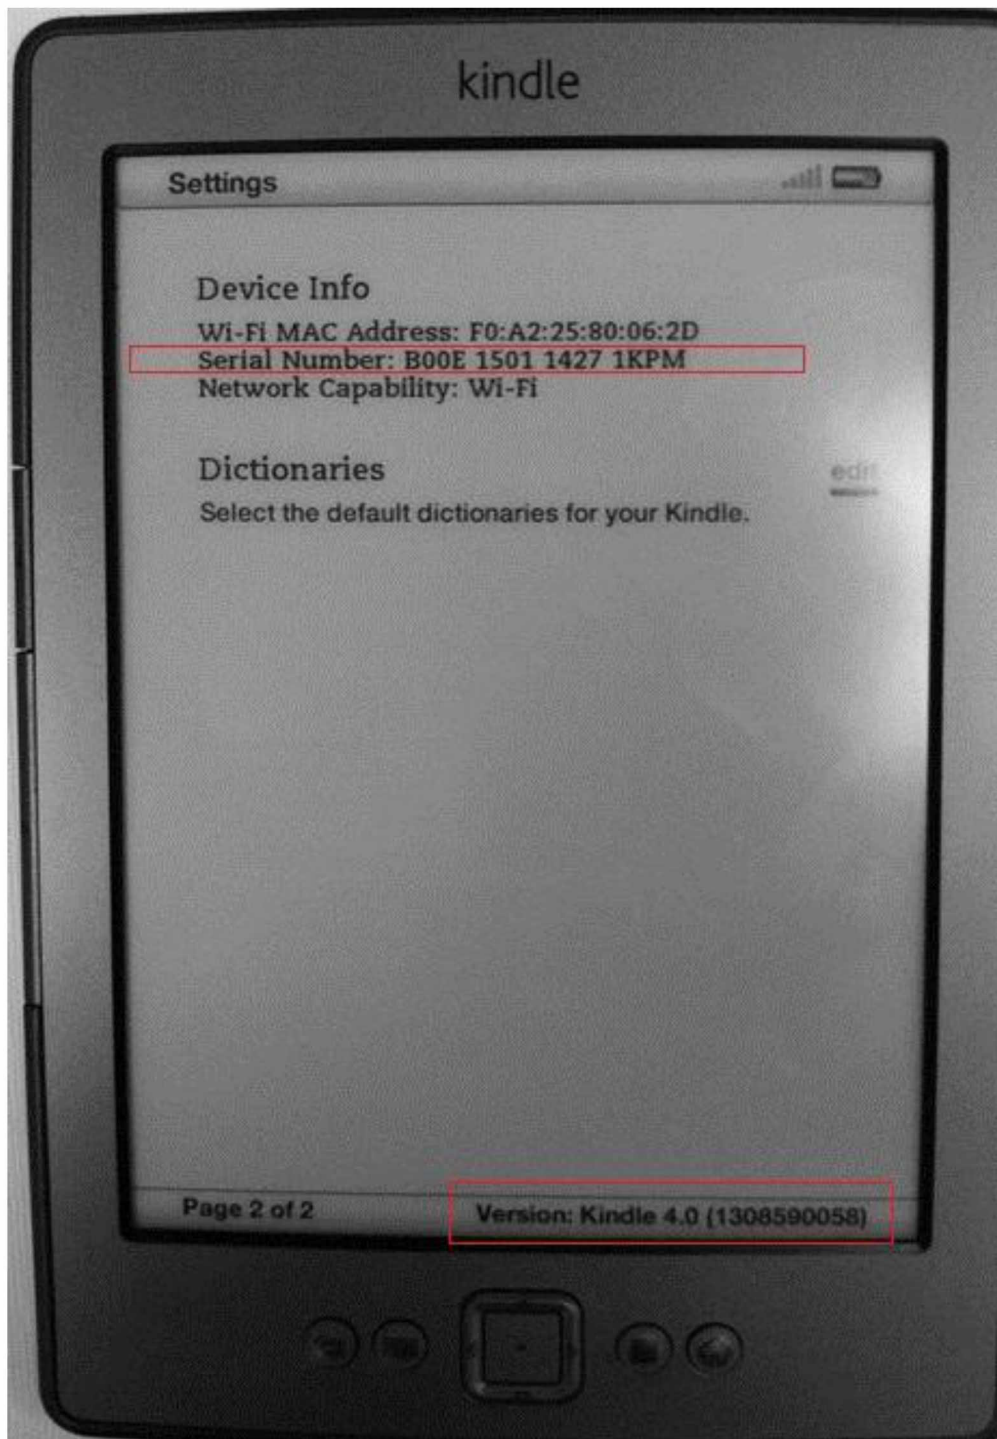 kindle
Settings
Device Info
Wi-Fi MAC Address: F0:A2:25:80:06:2D
Serial Number: B00E 1501 1427 1KPM
Network Capability: Wi-Fi
Dictionaries
edit
Select the default dictionaries for your Kindle.
Page 2 of 2
Version: Kindle 4.0 (1308590058)